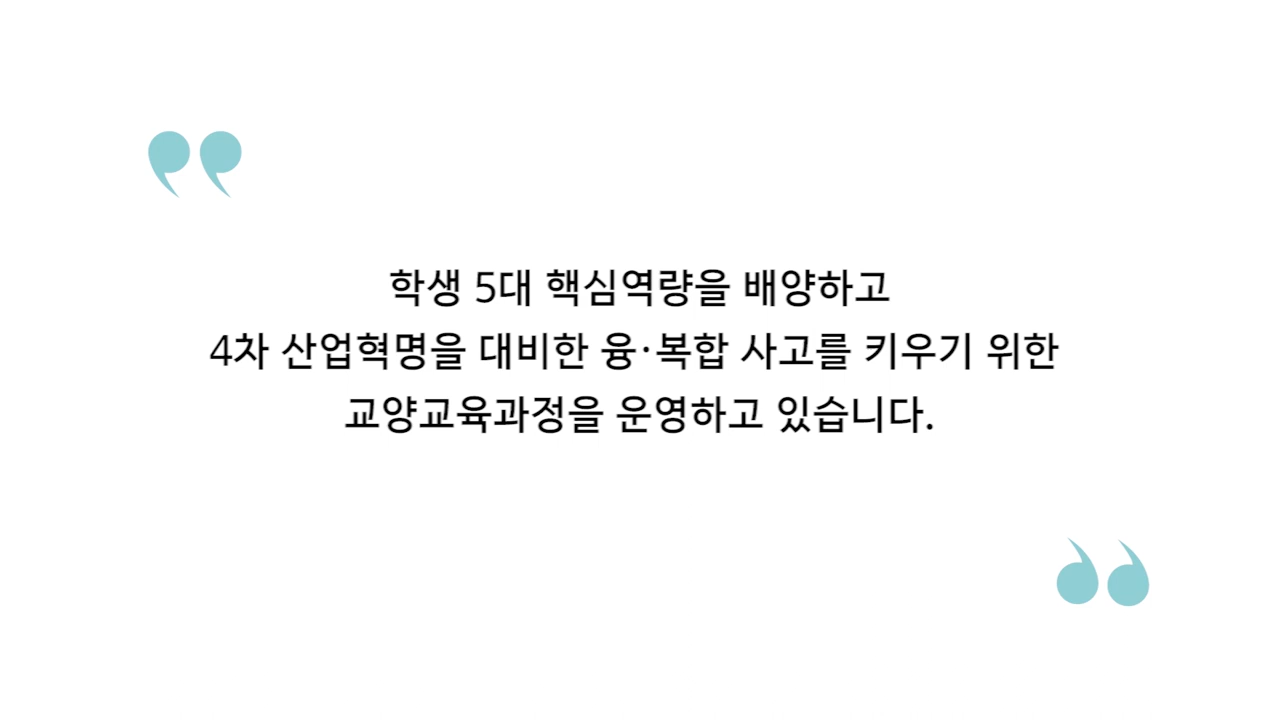 학생 5대 핵심역량을 배양하고
4차 산업혁명을 대비한 융·복합 사고를 키우기 위한
교양교육과정을 운영하고 있습니다.